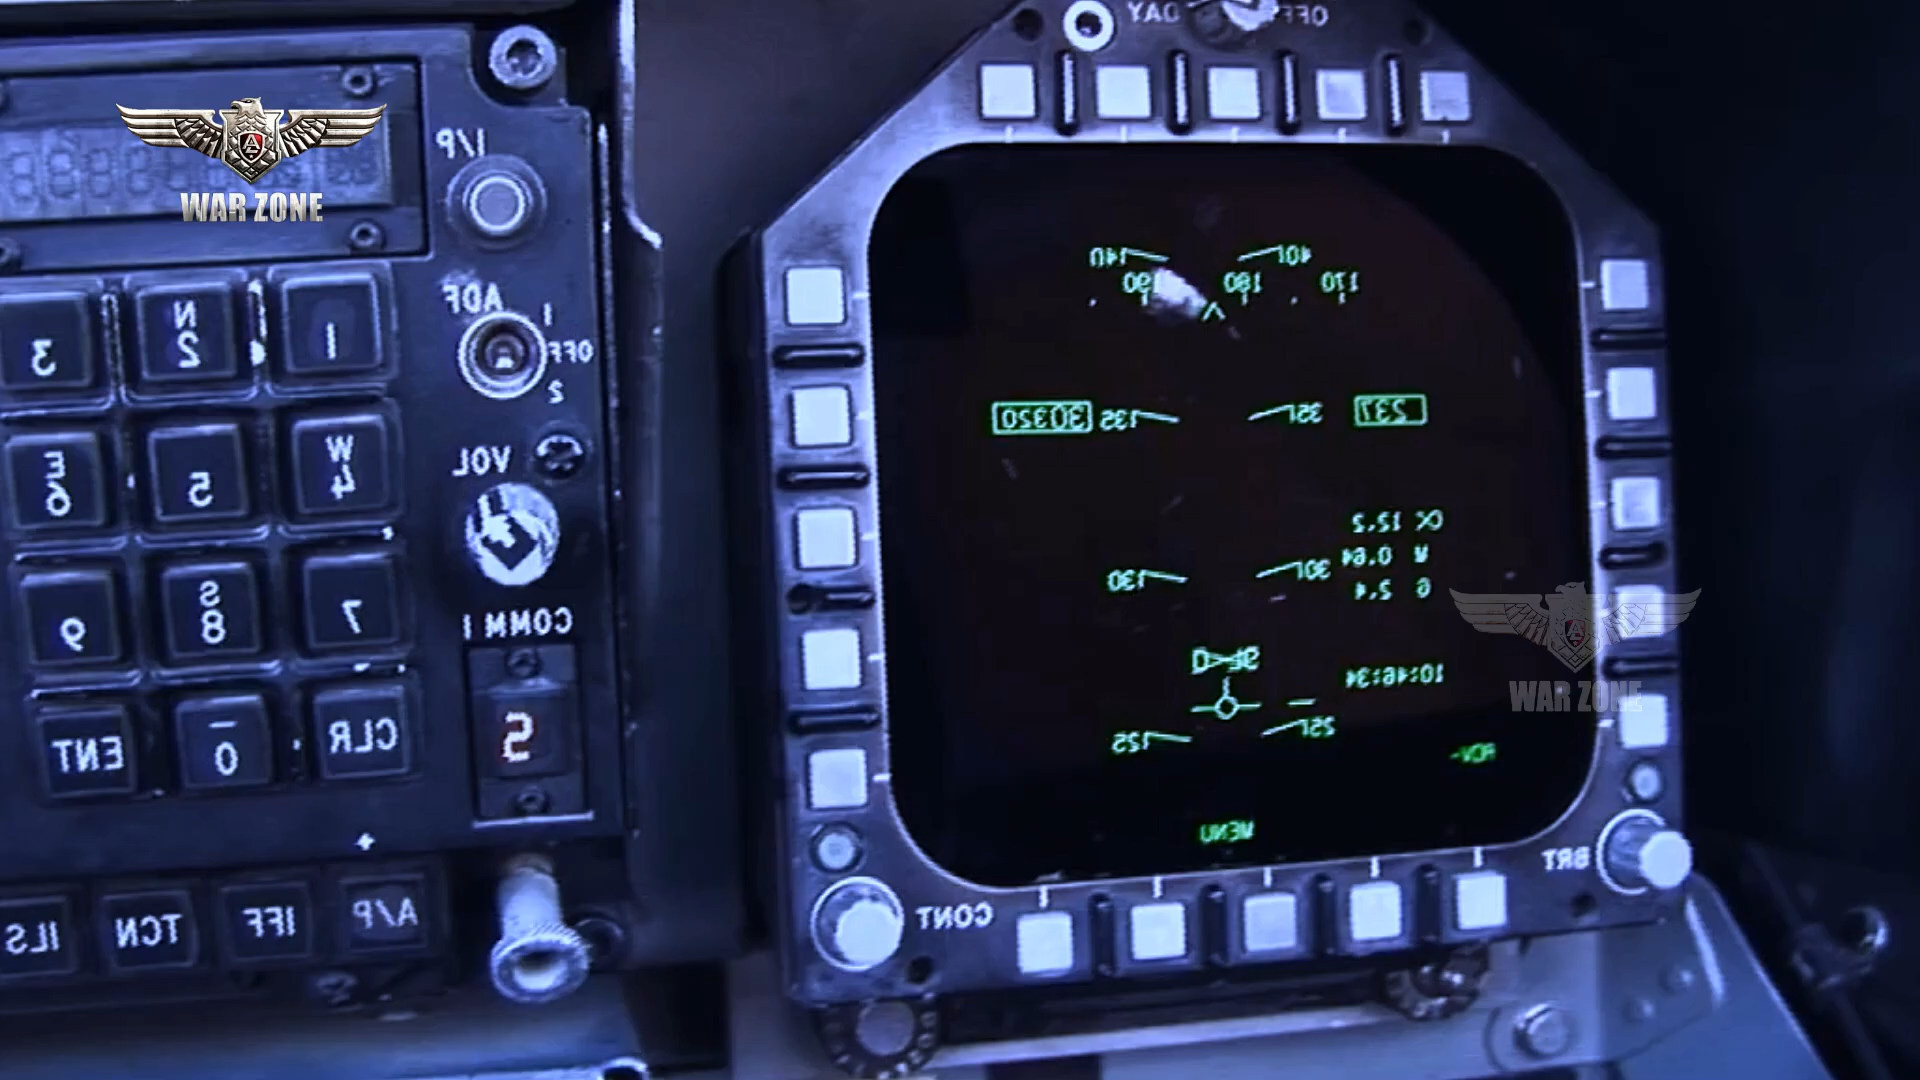 WAR ZONE
I/P
ADF
1
OFF
2
VOL
COMM 1
5
1
N
2
3
W
4
5
E
6
7
S
8
9
CLR
–
0
ENT
A/P
IFF
TCN
ILS
OFF
DAY
40
140
170 180 190
237
35
135
30320
α 12.2
M 0.64
G 2.4
30
130
10:46:34
25
125
MENU
BRT
CONT
WAR ZONE